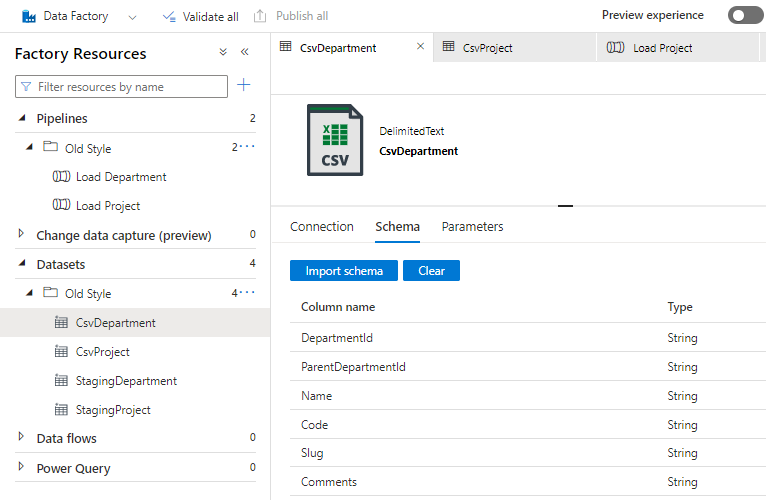 Data Factory
Validate all
Publish all
Preview experience
Factory Resources
Filter resources by name
Pipelines 2
Old Style 2
Load Department
Load Project
Change data capture (preview) 0
Datasets 4
Old Style 4
CsvDepartment
CsvProject
StagingDepartment
StagingProject
Data flows 0
Power Query 0
CsvDepartment
CsvProject
Load Project
X
CSV
DelimitedText
CsvDepartment
Connection
Schema
Parameters
Import schema
Clear
Column name Type
DepartmentId String
ParentDepartmentId String
Name String
Code String
Slug String
Comments String